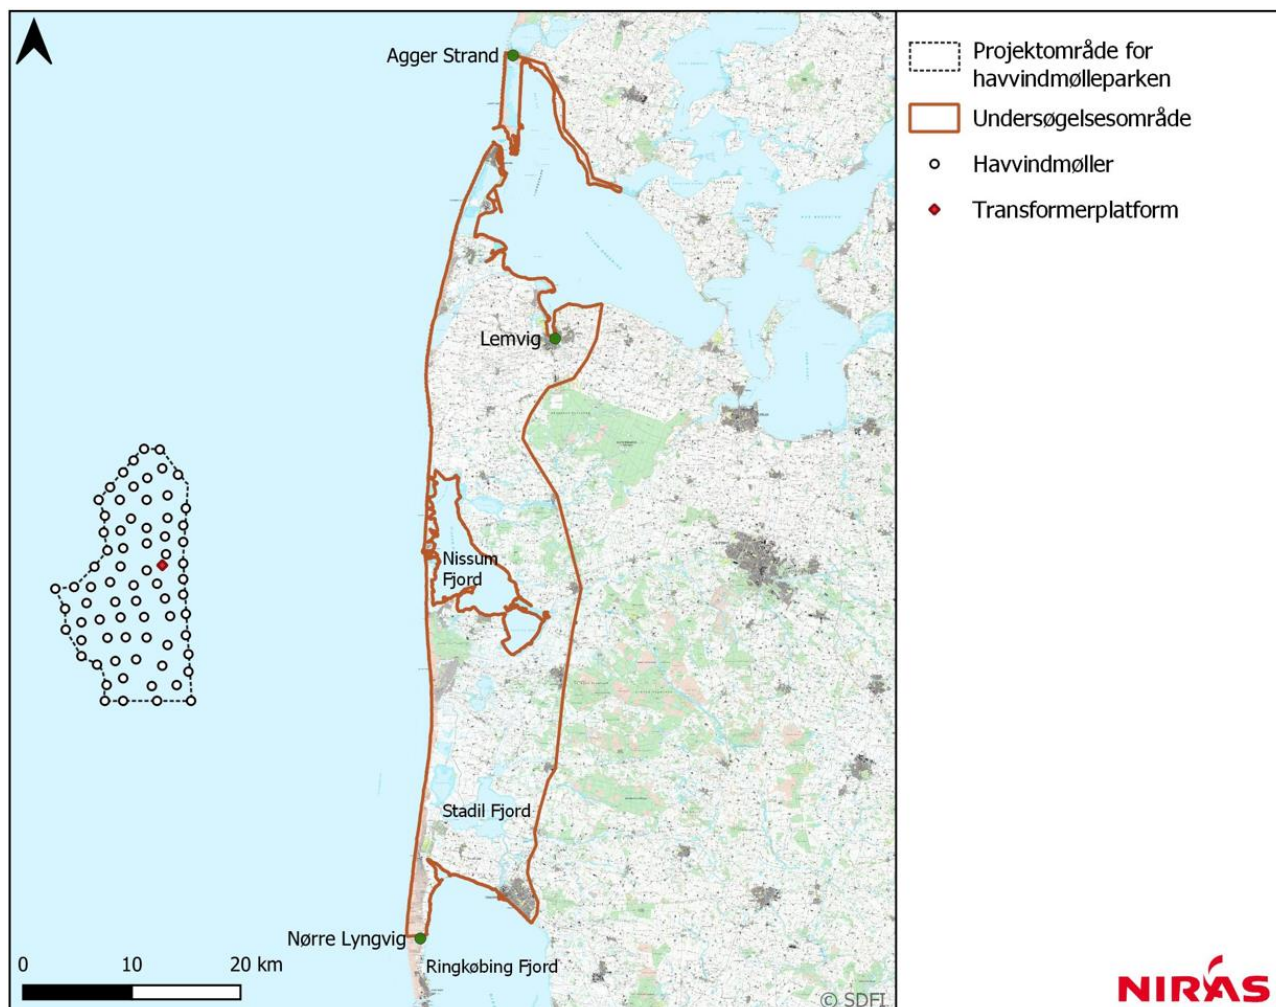 Agger Strand
Lemvig
Nissum
Fjord
Stadil Fjord
Nørre Lyngvig
Ringkøbing Fjord
0 10 20 km
© SDFI
Projektområde for
havvindmølleparken
Undersøgelsesområde
Havvindmøller
Transformerplatform
NIRAS